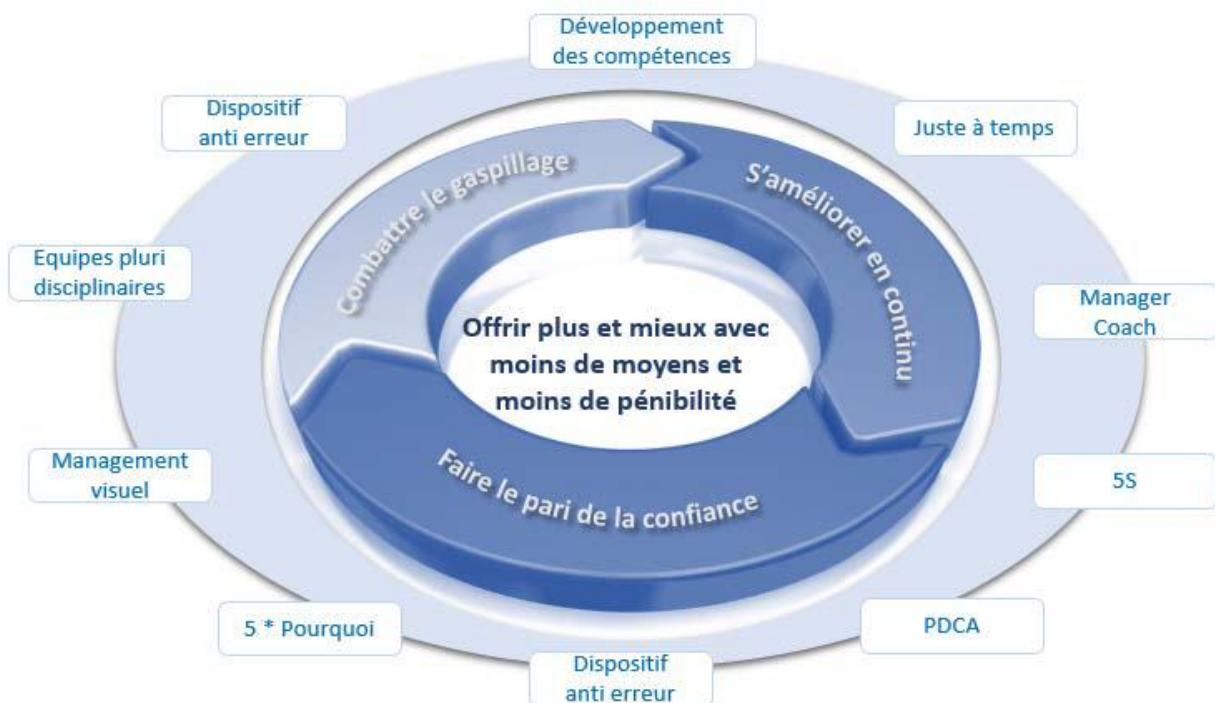 Développement
des compétences
Dispositif
anti erreur
Juste à temps
Combattre le gaspillage
S'améliorer en continu
Equipes pluri
disciplinaires
Manager
Coach
Offrir plus et mieux avec
moins de moyens et
moins de pénibilité
Faire le pari de la confiance
Management
visuel
5S
5 * Pourquoi
PDCA
Dispositif
anti erreur